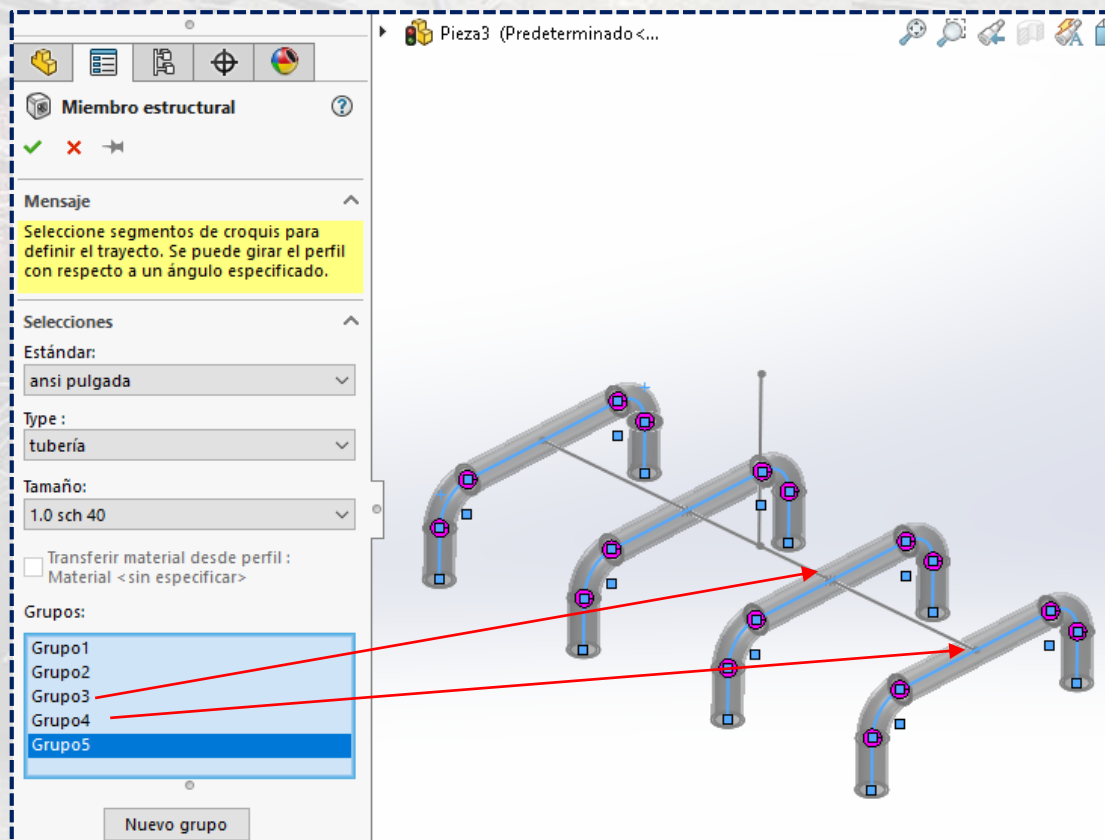 Pieza3 (Predeterminado<...
Miembro estructural
Mensaje
Seleccione segmentos de croquis para
definir el trayecto. Se puede girar el perfil
con respecto a un ángulo especificado.
Selecciones
Estándar:
ansi pulgada
Type :
tubería
Tamaño:
1.0 sch 40
Transferir material desde perfil :
Material <sin especificar>
Grupos:
Grupo1
Grupo2
Grupo3
Grupo4
Grupo5
Nuevo grupo